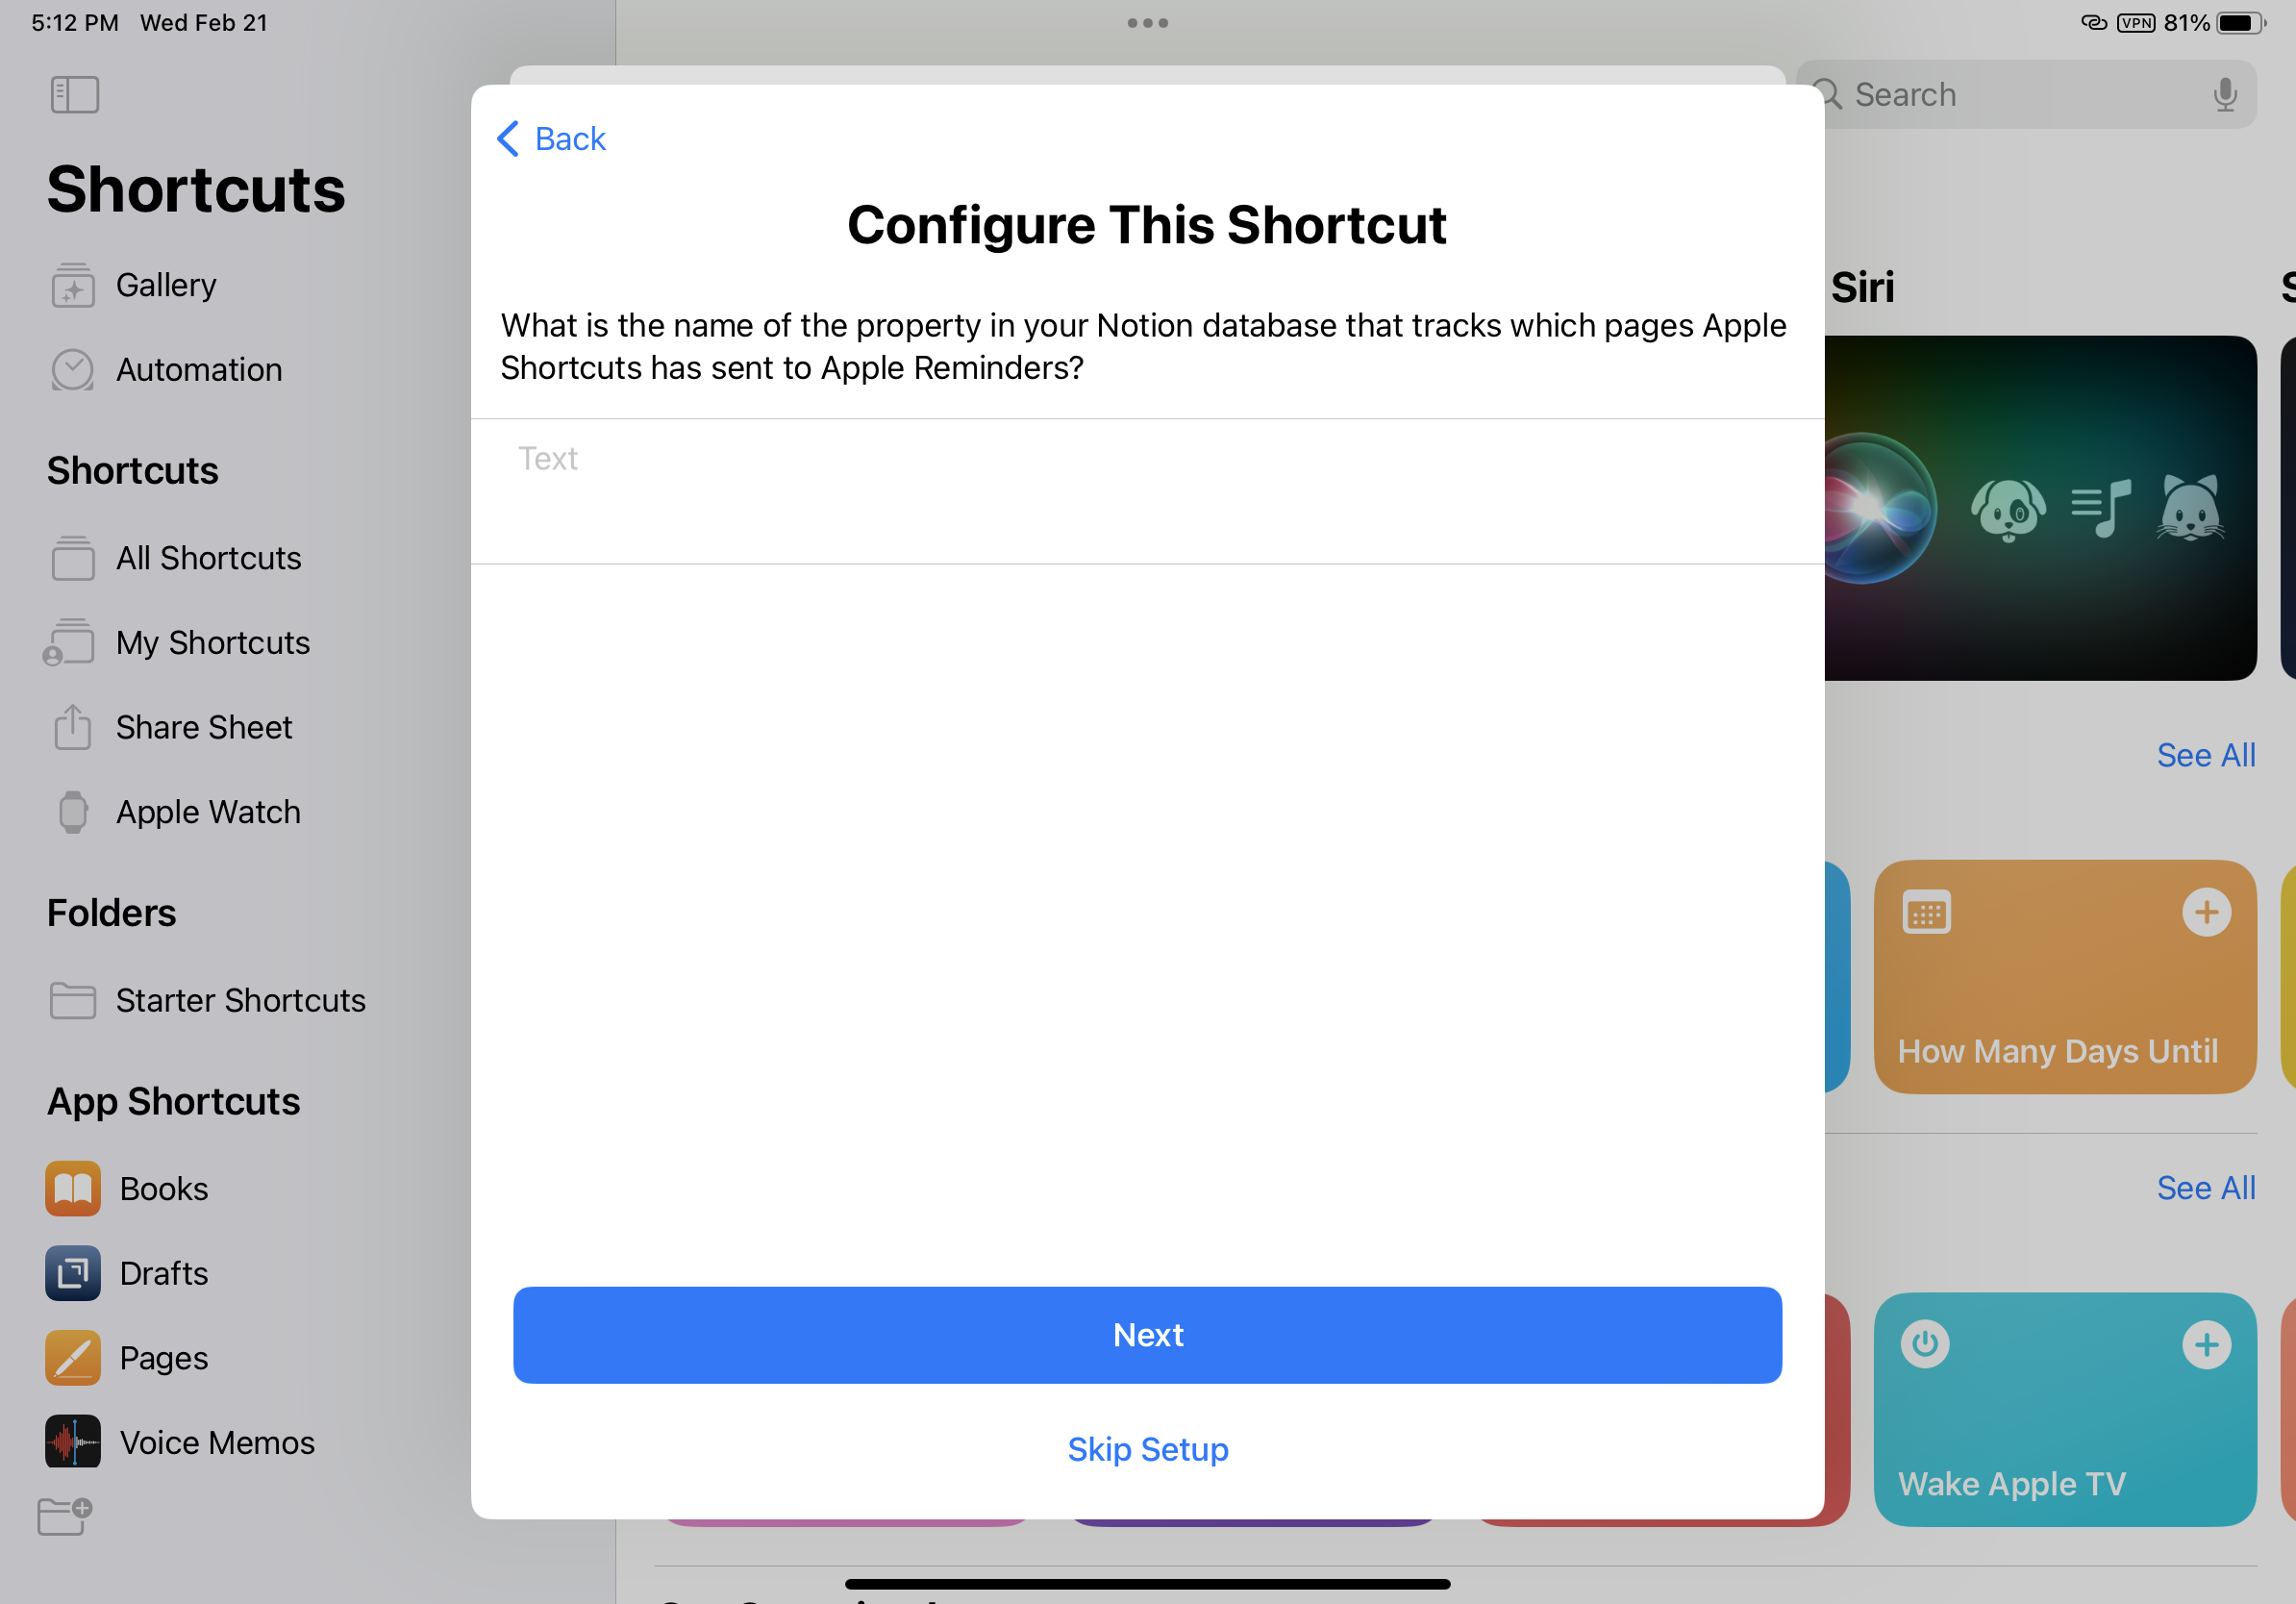 5:12 PM Wed Feb 21
VPN 81%
Shortcuts
Gallery
Automation
Shortcuts
All Shortcuts
My Shortcuts
Share Sheet
Apple Watch
Folders
Starter Shortcuts
App Shortcuts
Books
Drafts
Pages
Voice Memos
Back
Configure This Shortcut
What is the name of the property in your Notion database that tracks which pages Apple
Shortcuts has sent to Apple Reminders?
Text
Next
Skip Setup
Search
Siri
See All
How Many Days Until
See All
Wake Apple TV